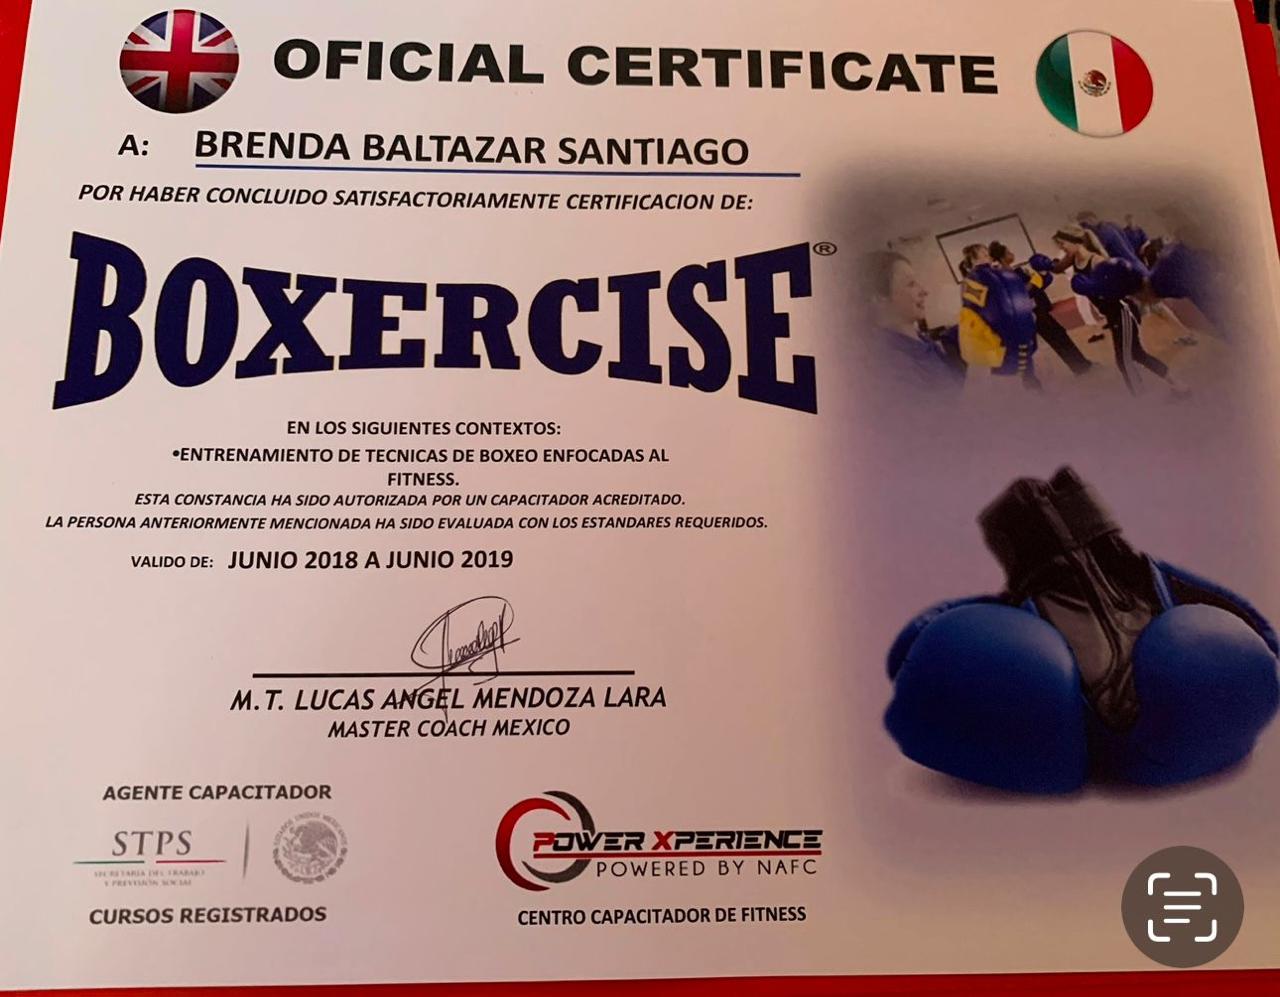 OFICIAL CERTIFICATE
A: BRENDA BALTAZAR SANTIAGO
POR HABER CONCLUIDO SATISFACTORIAMENTE CERTIFICACION DE:
BOXERCISE®
EN LOS SIGUIENTES CONTEXTOS:
•ENTRENAMIENTO DE TECNICAS DE BOXEO ENFOCADAS AL
FITNESS.
ESTA CONSTANCIA HA SIDO AUTORIZADA POR UN CAPACITADOR ACREDITADO.
LA PERSONA ANTERIORMENTE MENCIONADA HA SIDO EVALUADA CON LOS ESTANDARES REQUERIDOS.
VALIDO DE: JUNIO 2018 A JUNIO 2019
M.T. LUCAS ANGEL MENDOZA LARA
MASTER COACH MEXICO
AGENTE CAPACITADOR
STPS
SECRETARÍA DEL TRABAJO
Y PREVISIÓN SOCIAL
ESTADOS UNIDOS MEXICANOS
CURSOS REGISTRADOS
POWER XPERIENCE
POWERED BY NAFC
CENTRO CAPACITADOR DE FITNESS